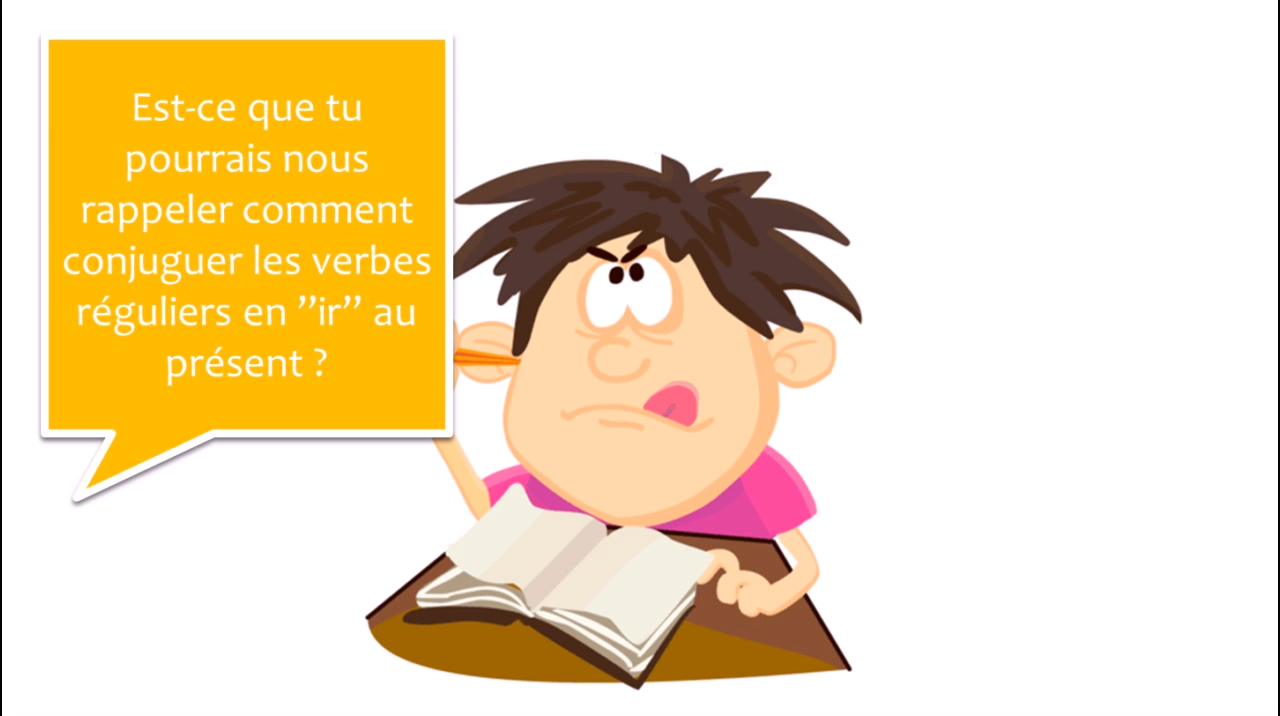 Est-ce que tu
pourrais nous
rappeler comment
conjuguer les verbes
réguliers en ”ir” au
présent ?